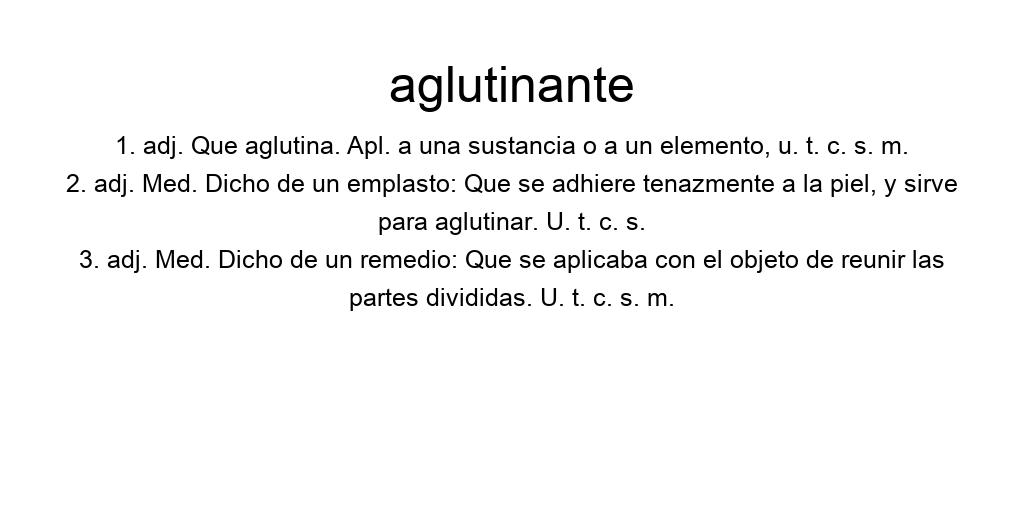 aglutinante
1. adj. Que aglutina. Apl. a una sustancia o a un elemento, u. t. c. s. m.
2. adj. Med. Dicho de un emplasto: Que se adhiere tenazmente a la piel, y sirve
para aglutinar. U. t. c. s.
3. adj. Med. Dicho de un remedio: Que se aplicaba con el objeto de reunir las
partes divididas. U. t. c. s. m.